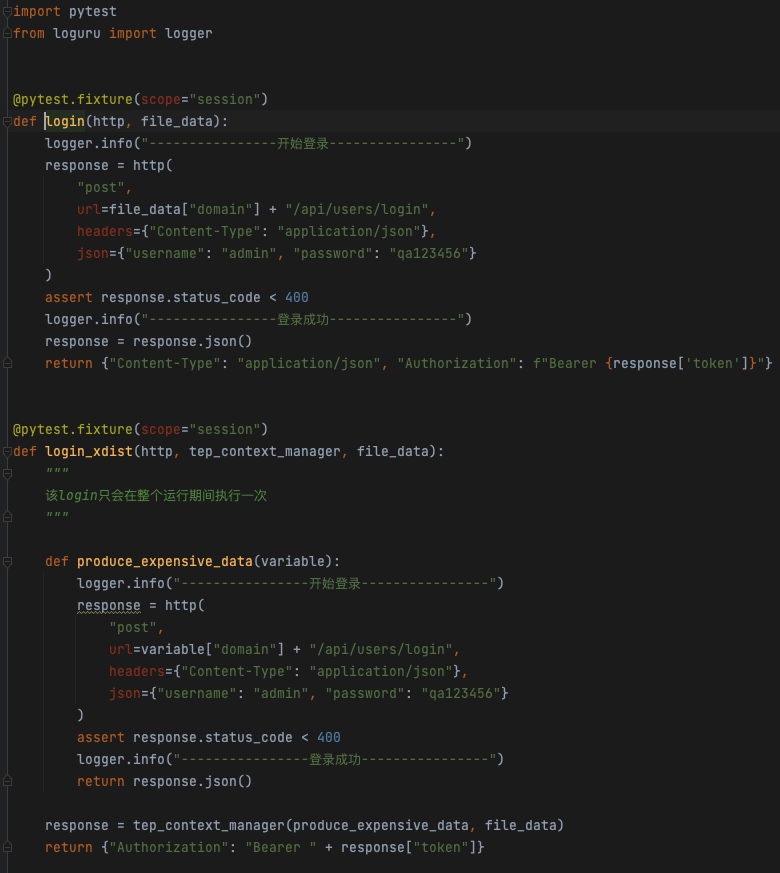 import pytest
from loguru import logger
@pytest.fixture(scope="session")
def login(http, file_data):
    logger.info("----------------开始登录----------------")
    response = http(
        "post",
        url=file_data["domain"] + "/api/users/login",
        headers={"Content-Type": "application/json"},
        json={"username": "admin", "password": "qa123456"}
    )
    assert response.status_code < 400
    logger.info("----------------登录成功----------------")
    response = response.json()
    return {"Content-Type": "application/json", "Authorization": f"Bearer {response['token']}"}
@pytest.fixture(scope="session")
def login_xdist(http, tep_context_manager, file_data):
    """
    该login只会在整个运行期间执行一次
    """
    def produce_expensive_data(variable):
        logger.info("----------------开始登录----------------")
        response = http(
            "post",
            url=variable["domain"] + "/api/users/login",
            headers={"Content-Type": "application/json"},
            json={"username": "admin", "password": "qa123456"}
        )
        assert response.status_code < 400
        logger.info("----------------登录成功----------------")
        return response.json()
    response = tep_context_manager(produce_expensive_data, file_data)
    return {"Authorization": "Bearer " + response["token"]}